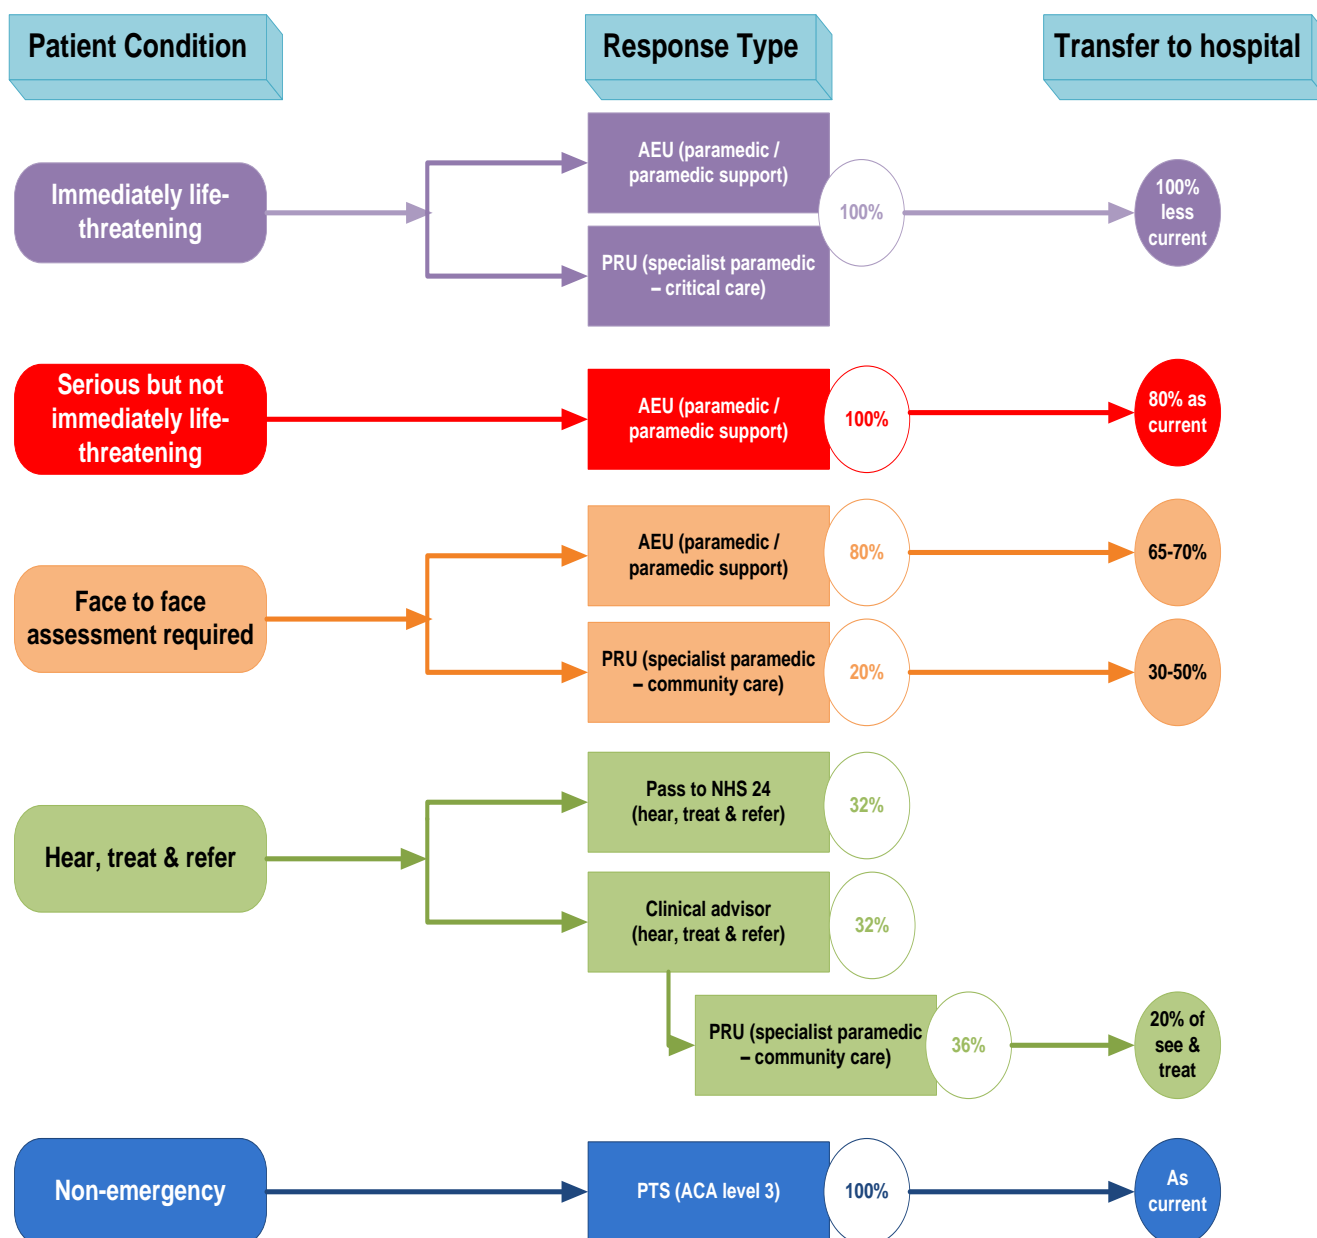 Patient Condition
Response Type
Transfer to hospital
Immediately life-
threatening
AEU (paramedic /
paramedic support)
PRU (specialist paramedic
– critical care)
100%
100%
less
current
Serious but not
immediately life-
threatening
AEU (paramedic /
paramedic support)
100%
80% as
current
Face to face
assessment required
AEU (paramedic /
paramedic support)
80%
65-70%
PRU (specialist paramedic
– community care)
20%
30-50%
Hear, treat & refer
Pass to NHS 24
(hear, treat & refer)
32%
Clinical advisor
(hear, treat & refer)
32%
PRU (specialist paramedic
– community care)
36%
20% of
see &
treat
Non-emergency
PTS (ACA level 3)
100%
As
current